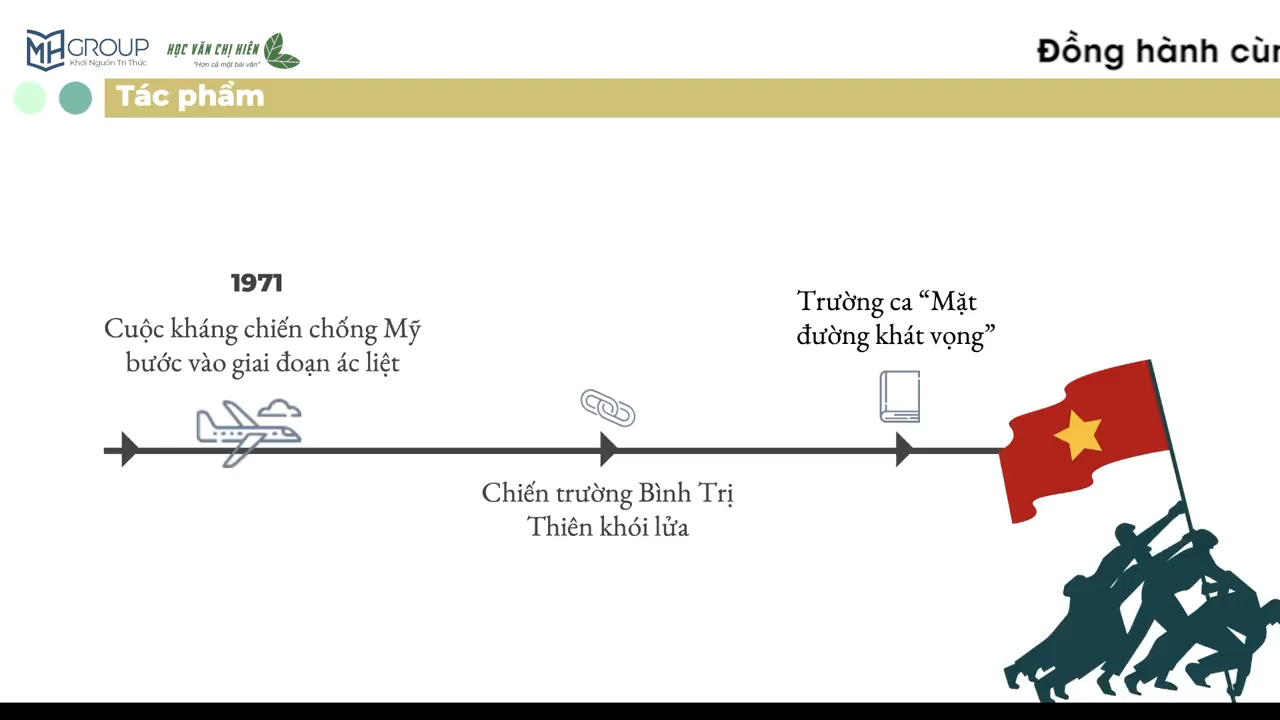 MH GROUP
Khơi Nguồn Tri Thức
HỌC VĂN CHỊ HIÊN
"Hơn cả một bài văn"
Đồng hành cùn
Tác phẩm
1971
Cuộc kháng chiến chống Mỹ
bước vào giai đoạn ác liệt
Trường ca “Mặt
đường khát vọng”
Chiến trường Bình Trị
Thiên khói lửa